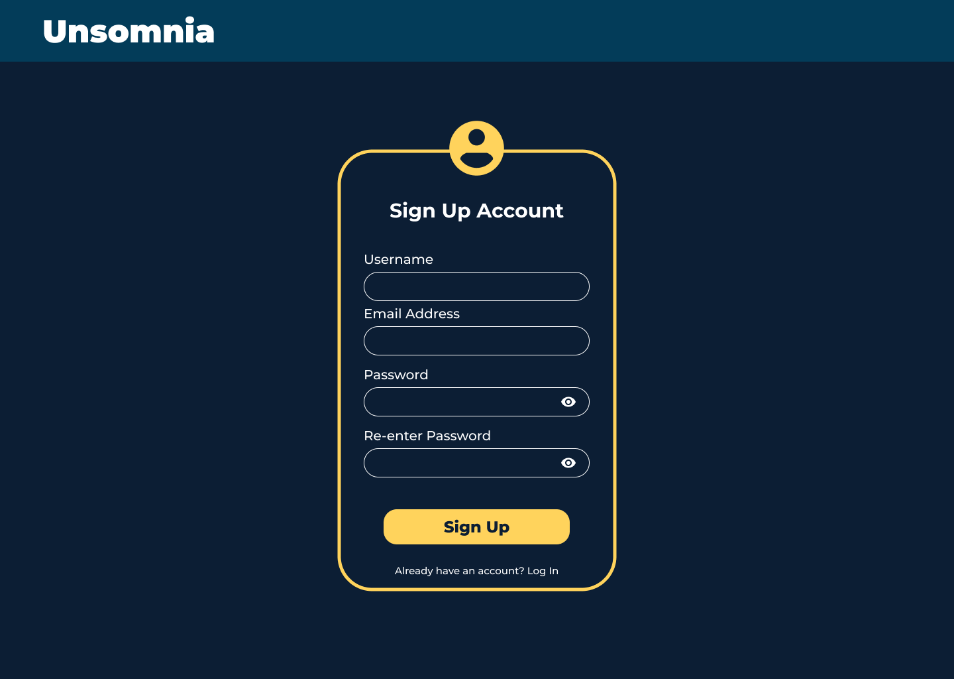 Unsomnia
Sign Up Account
Username
Email Address
Password
Re-enter Password
Sign Up
Already have an account? Log In